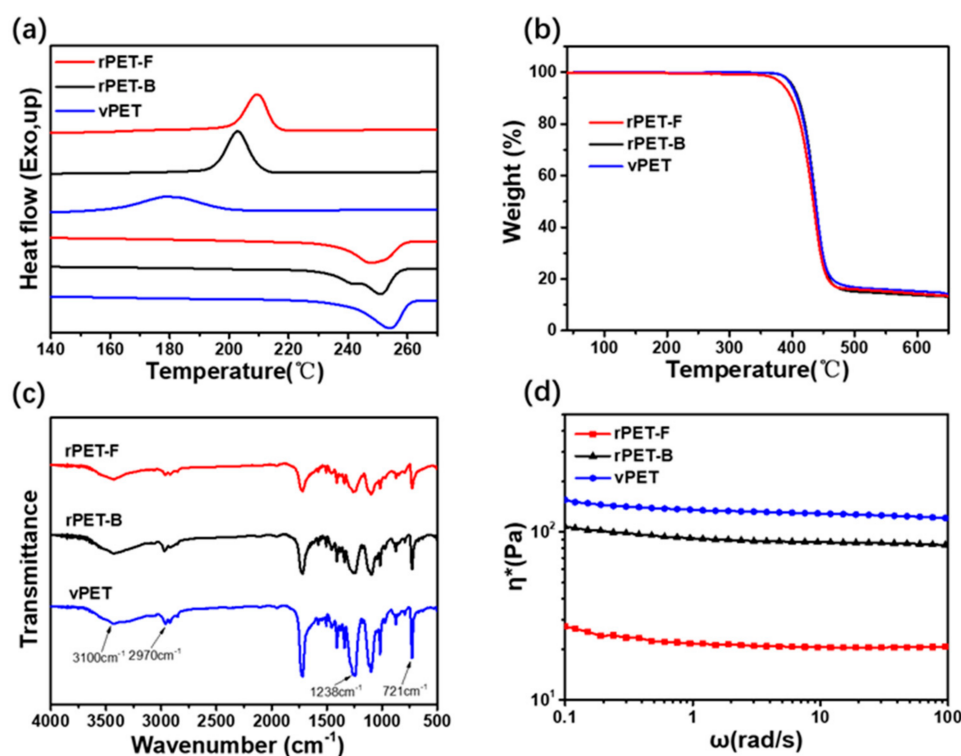 (a)
rPET-F
rPET-B
vPET
Heat flow (Exo,up)
140 160 180 200 220 240 260
Temperature(℃)
(b)
100
80
60
40
20
0
rPET-F
rPET-B
vPET
Weight (%)
100 200 300 400 500 600
Temperature(℃)
(c)
rPET-F
rPET-B
vPET
3100cm⁻¹ 2970cm⁻¹ 1238cm⁻¹ 721cm⁻¹
Transmittance
4000 3500 3000 2500 2000 1500 1000 500
Wavenumber (cm⁻¹)
(d)
rPET-F
rPET-B
vPET
10²
10¹
η*(Pa)
0.1 1 10 100
ω(rad/s)